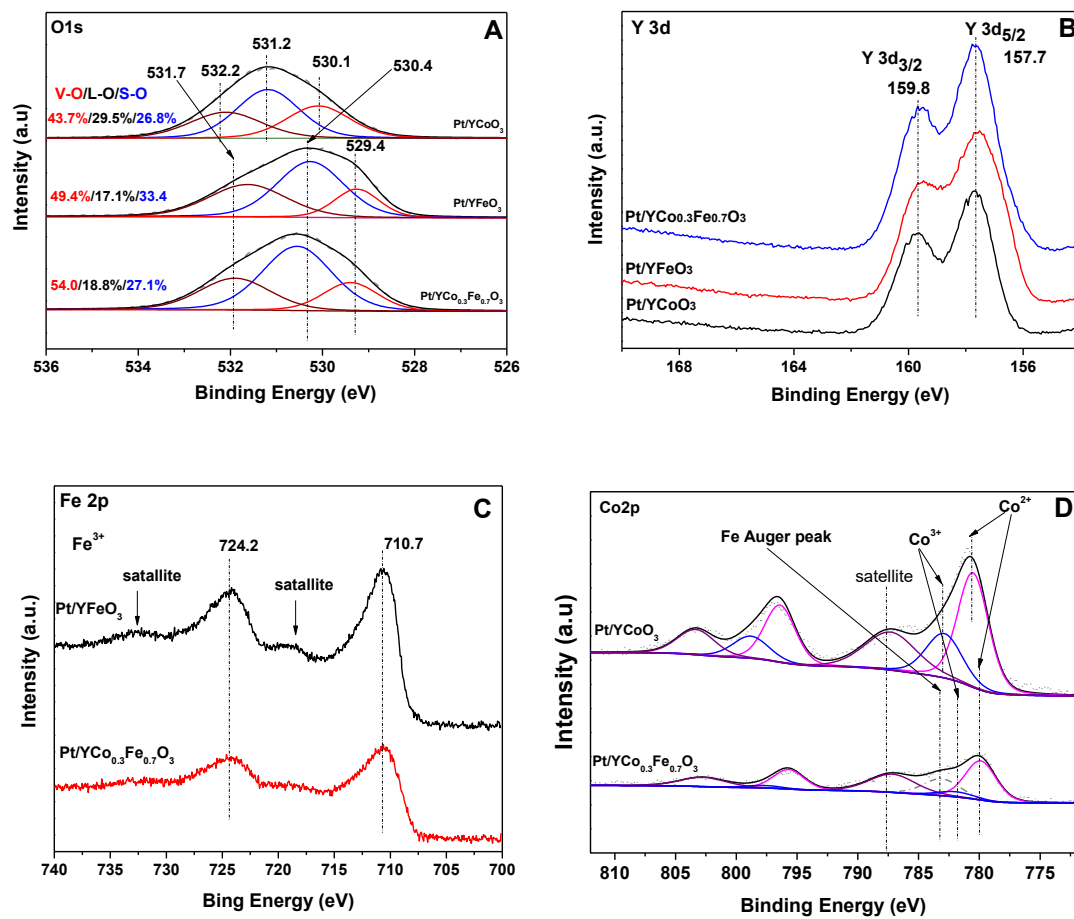 O1s
A
531.2
532.2
530.1
531.7
530.4
V-O/L-O/S-O
43.7%/29.5%/26.8%
Pt/YCoO3
529.4
49.4%/17.1%/33.4
Pt/YFeO3
54.0/18.8%/27.1%
Pt/YCo0.3Fe0.7O3
Intensity (a.u)
536 534 532 530 528 526
Binding Energy (eV)
Y 3d
B
Y 3d5/2
157.7
Y 3d3/2
159.8
Pt/YCo0.3Fe0.7O3
Pt/YFeO3
Pt/YCoO3
Intensity (a.u.)
168 164 160 156
Binding Energy (eV)
Fe 2p
C
Fe3+
724.2
710.7
satallite
satallite
Pt/YFeO3
Pt/YCo0.3Fe0.7O3
Intensity (a.u.)
740 735 730 725 720 715 710 705 700
Bing Energy (eV)
Co2p
D
Co2+
Co3+
Fe Auger peak
satellite
Pt/YCoO3
Pt/YCo0.3Fe0.7O3
Intensity (a.u.)
810 805 800 795 790 785 780 775
Binding Energy (eV)